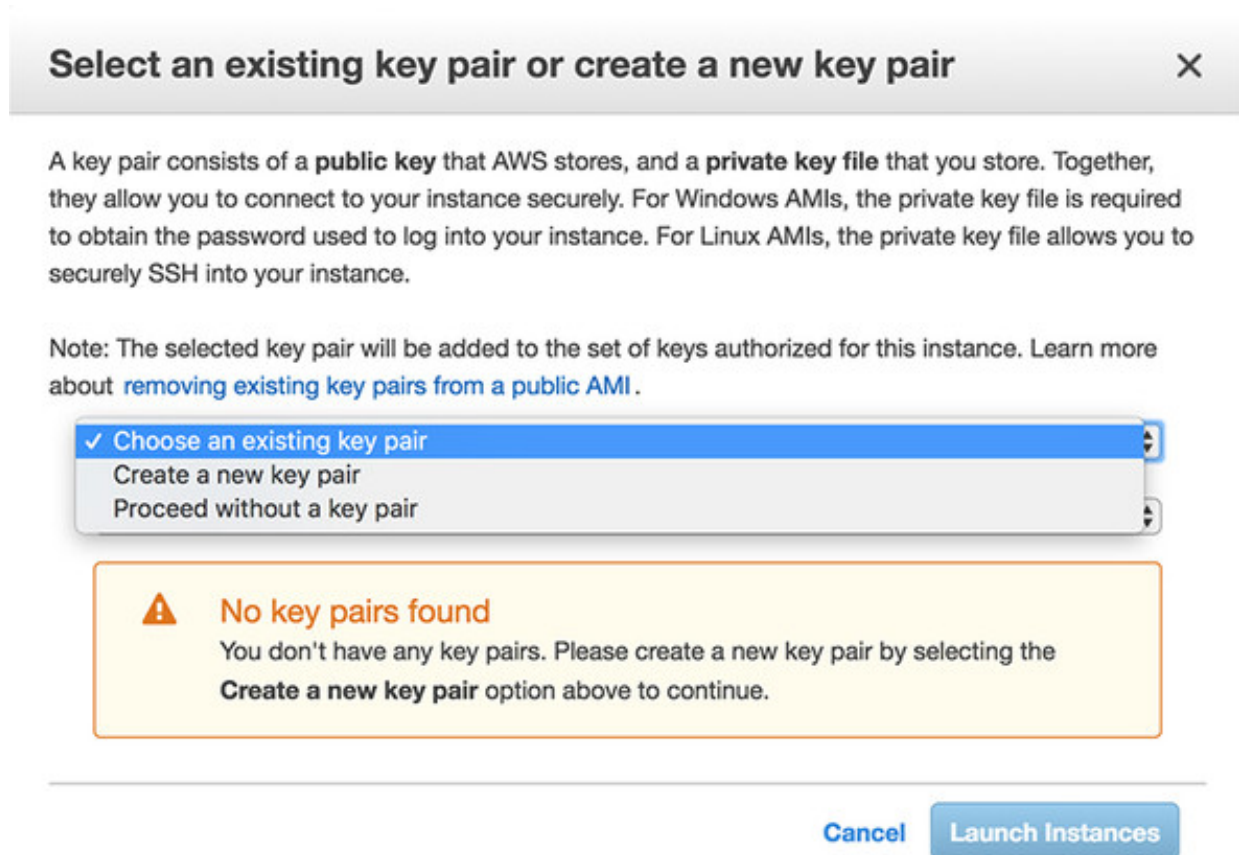 Select an existing key pair or create a new key pair
A key pair consists of a public key that AWS stores, and a private key file that you store. Together,
they allow you to connect to your instance securely. For Windows AMIs, the private key file is required
to obtain the password used to log into your instance. For Linux AMIs, the private key file allows you to
securely SSH into your instance.
Note: The selected key pair will be added to the set of keys authorized for this instance. Learn more
about removing existing key pairs from a public AMI.
✓ Choose an existing key pair
Create a new key pair
Proceed without a key pair
No key pairs found
You don't have any key pairs. Please create a new key pair by selecting the
Create a new key pair option above to continue.
Cancel Launch Instances